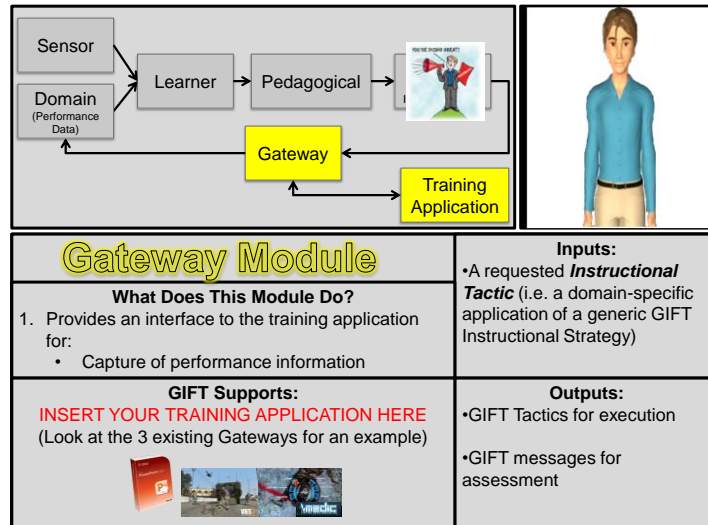 Sensor
Domain
(Performance
Data)
Learner
Pedagogical
YOU'RE DOING GREAT!
Gateway
Training
Application
Gateway Module
What Does This Module Do?
1. Provides an interface to the training application
for:
• Capture of performance information
Inputs:
•A requested Instructional
Tactic (i.e. a domain-specific
application of a generic GIFT
Instructional Strategy)
GIFT Supports:
INSERT YOUR TRAINING APPLICATION HERE
(Look at the 3 existing Gateways for an example)
VBS
Vmedic
Outputs:
•GIFT Tactics for execution
•GIFT messages for
assessment